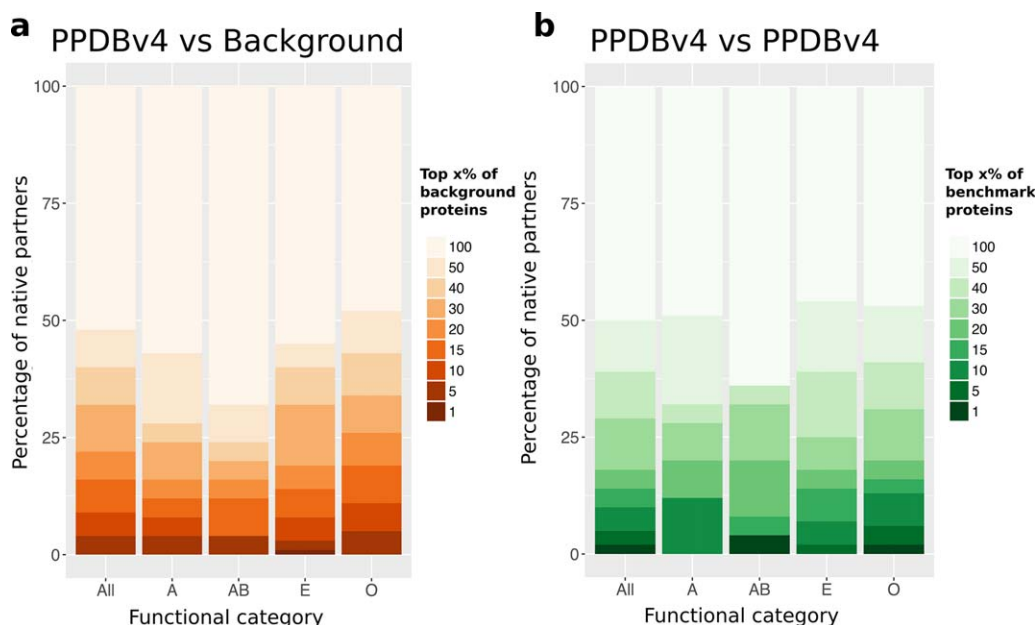 a
PPDBv4 vs Background
100
75
50
25
0
Percentage of native partners
All
A
AB
E
O
Functional category
Top x% of
background
proteins
100
50
40
30
20
15
10
5
1
b
PPDBv4 vs PPDBv4
100
75
50
25
0
Percentage of native partners
All
A
AB
E
O
Functional category
Top x% of
benchmark
proteins
100
50
40
30
20
15
10
5
1